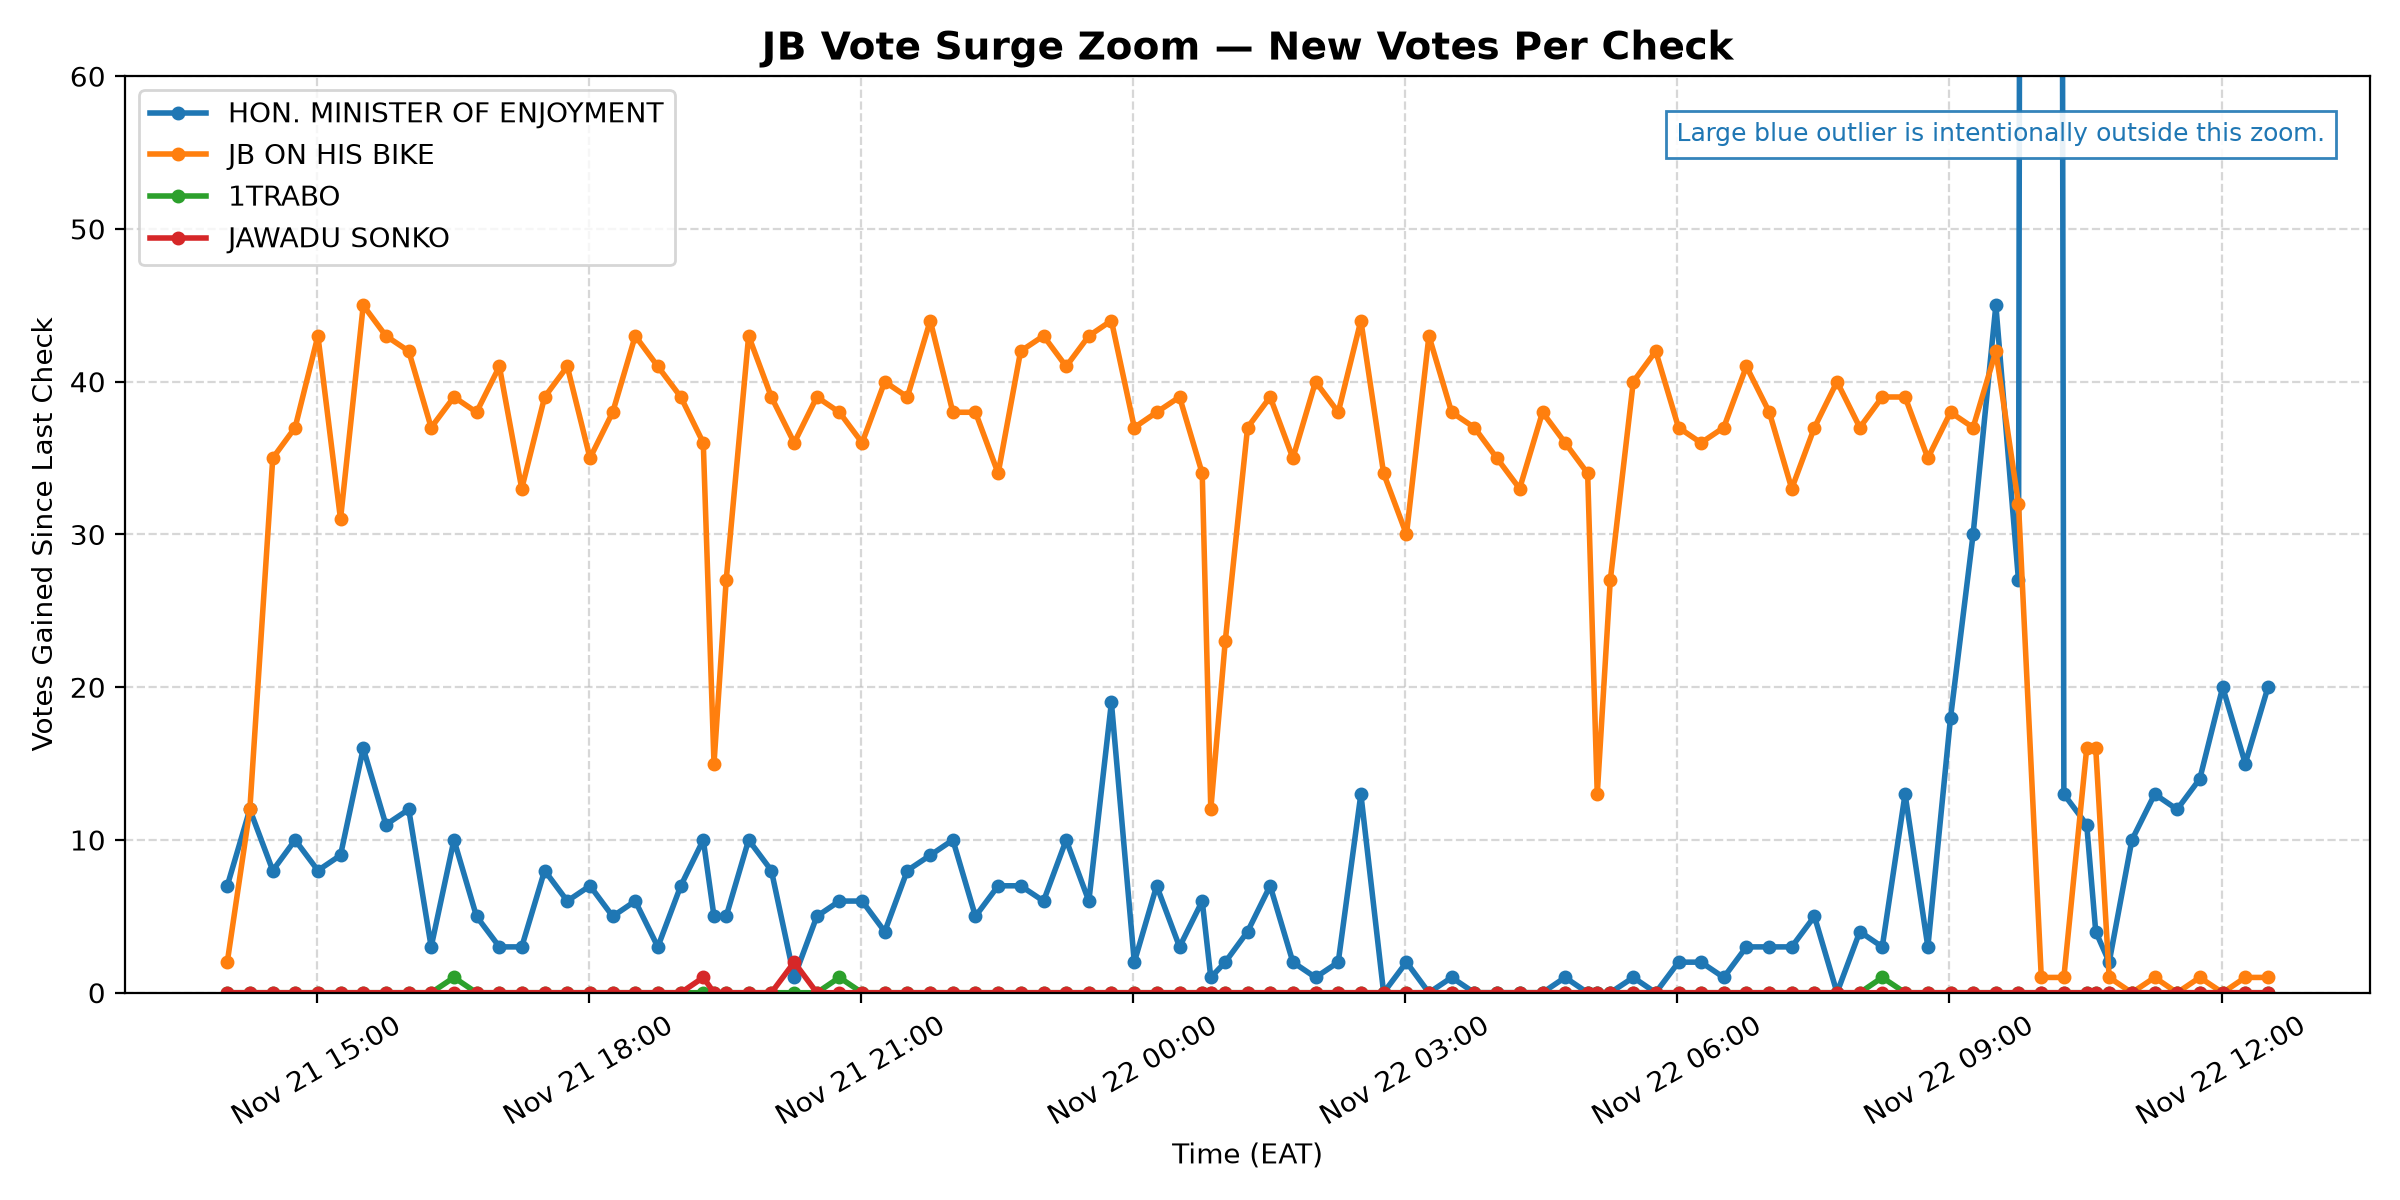 JB Vote Surge Zoom — New Votes Per Check
HON. MINISTER OF ENJOYMENT
JB ON HIS BIKE
1TRABO
JAWADU SONKO
Large blue outlier is intentionally outside this zoom.
Votes Gained Since Last Check
60
50
40
30
20
10
0
Nov 21 15:00
Nov 21 18:00
Nov 21 21:00
Nov 22 00:00
Nov 22 03:00
Nov 22 06:00
Nov 22 09:00
Nov 22 12:00
Time (EAT)